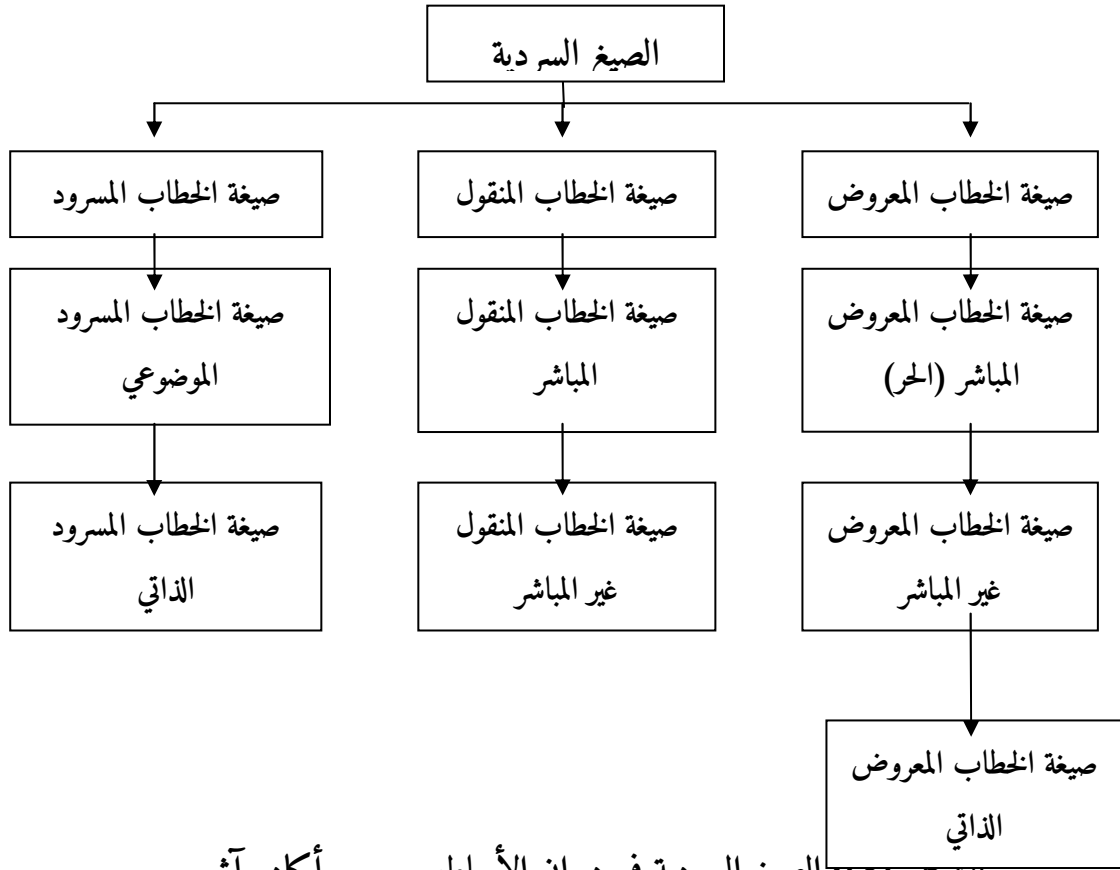 الصيغ السردية
صيغة الخطاب المعروض
صيغة الخطاب المنقول
صيغة الخطاب المسرود
صيغة الخطاب المعروض
المباشر (الحر)
صيغة الخطاب المنقول
المباشر
صيغة الخطاب المسرود
الموضوعي
صيغة الخطاب المعروض
غير المباشر
صيغة الخطاب المنقول
غير المباشر
صيغة الخطاب المسرود
الذاتي
صيغة الخطاب المعروض
الذاتي